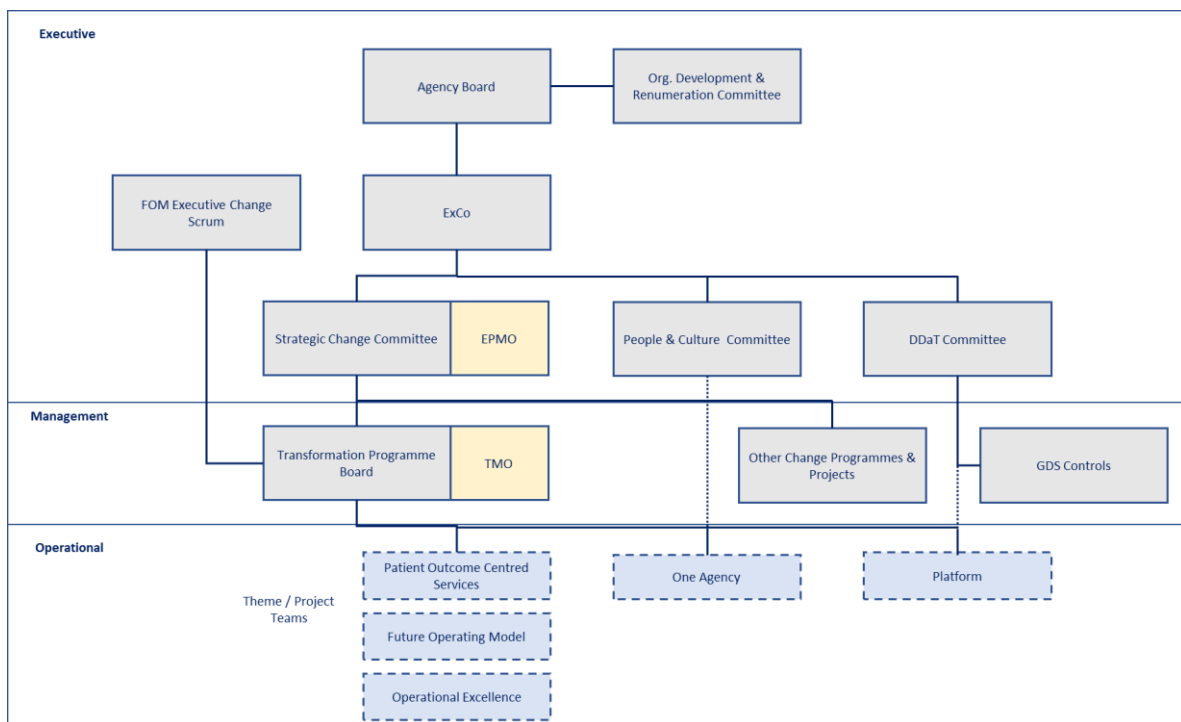 Executive
Agency Board
Org. Development &
Renumeration Committee
FOM Executive Change
Scrum
ExCo
Strategic Change Committee
EPMO
People & Culture Committee
DDaT Committee
Management
Transformation Programme
Board
TMO
Other Change Programmes &
Projects
GDS Controls
Operational
Theme / Project
Teams
Patient Outcome Centred
Services
One Agency
Platform
Future Operating Model
Operational Excellence